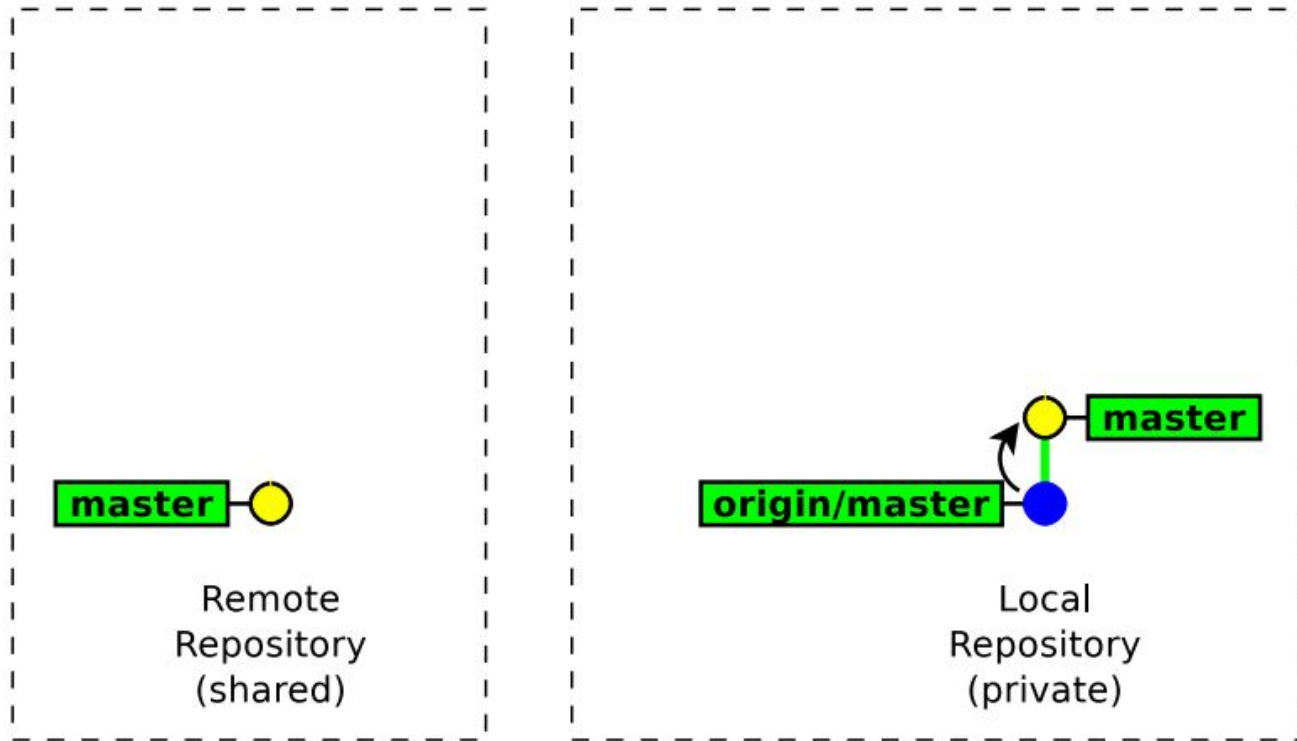 master
origin/master
master
Remote
Repository
(shared)
Local
Repository
(private)